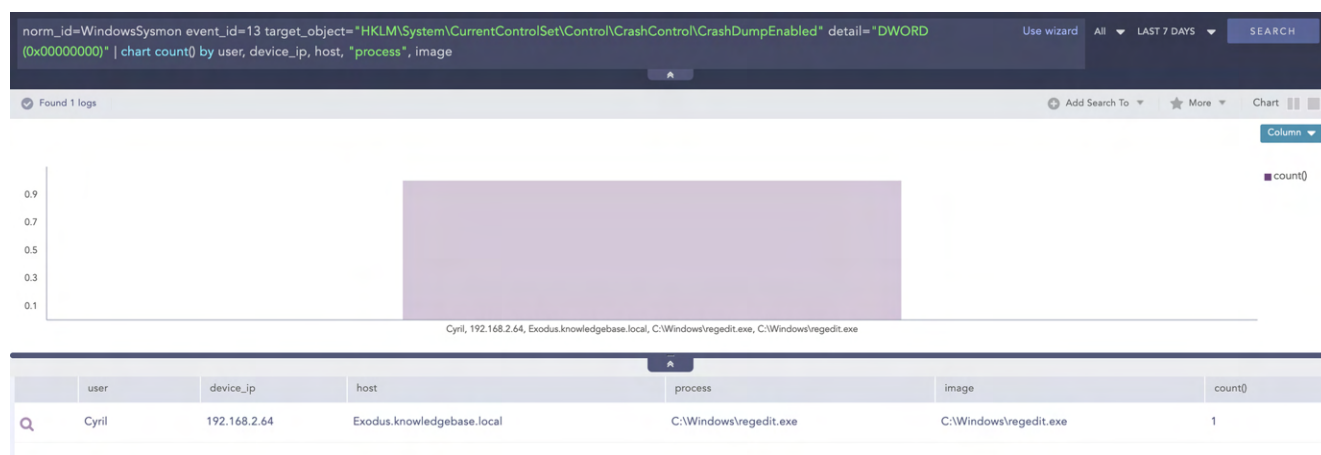 norm_id=WindowsSysmon event_id=13 target_object="HKLM\System\CurrentControlSet\Control\CrashControl\CrashDumpEnabled" detail="DWORD
(0x00000000)" | chart count() by user, device_ip, host, "process", image
Use wizard All LAST 7 DAYS SEARCH
Found 1 logs
Add Search To More Chart
Column
count()
0.9
0.7
0.5
0.3
0.1
Cyril, 192.168.2.64, Exodus.knowledgebase.local, C:\Windows\regedit.exe, C:\Windows\regedit.exe
user device_ip host process image count()
Cyril 192.168.2.64 Exodus.knowledgebase.local C:\Windows\regedit.exe C:\Windows\regedit.exe 1